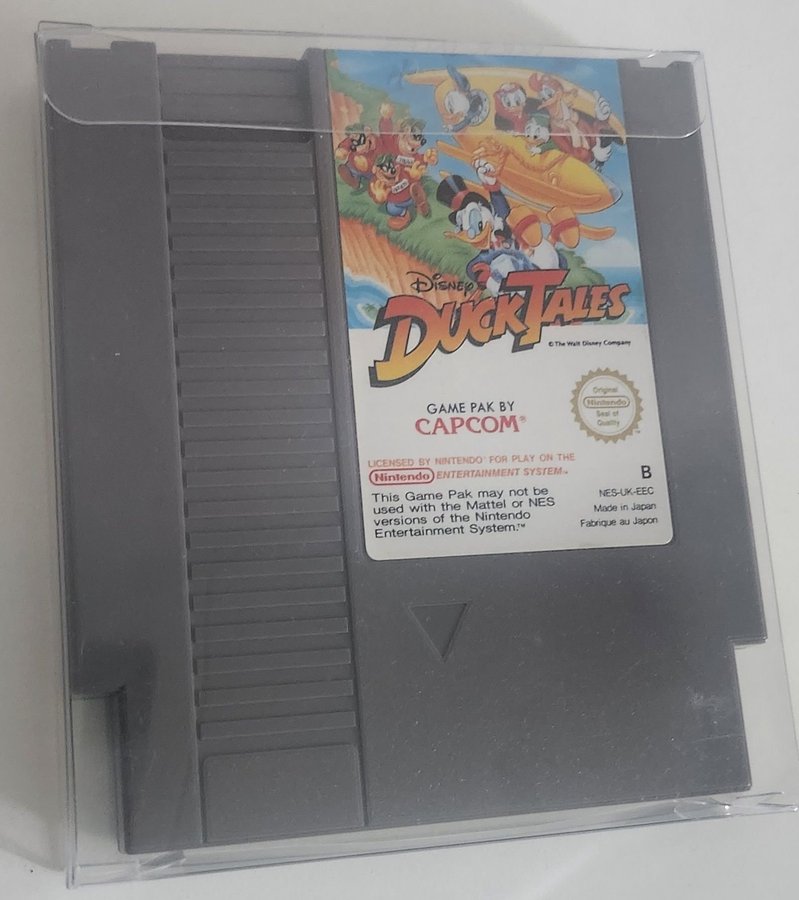 DISNEY'S
DUCKTALES
© The Walt Disney Company
GAME PAK BY
CAPCOM®
Original
Nintendo
Seal of
Quality
LICENSED BY NINTENDO® FOR PLAY ON THE
Nintendo ENTERTAINMENT SYSTEM™
This Game Pak may not be
used with the Mattel or NES
versions of the Nintendo
Entertainment System.™
B
NES-UK-EEC
Made in Japan
Fabriqué au Japon